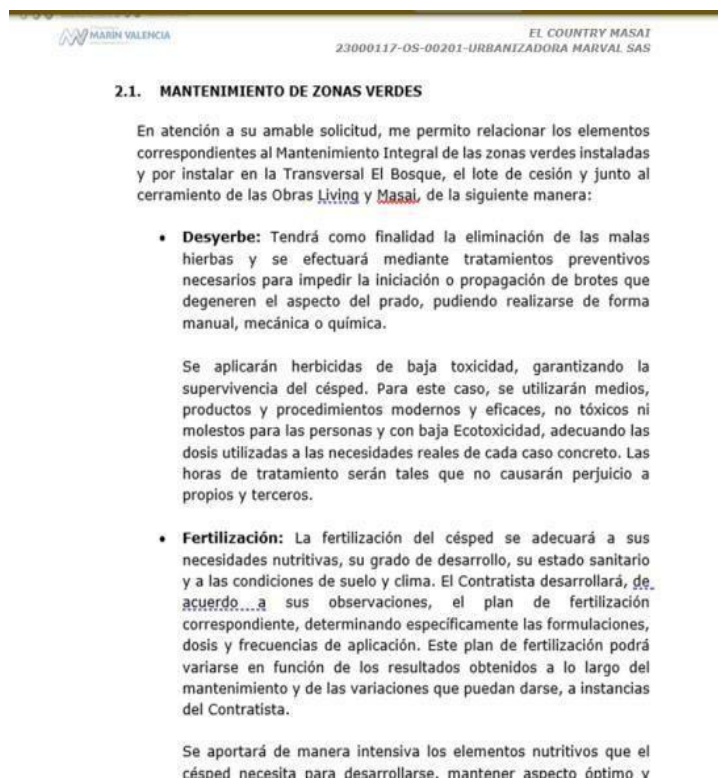 MARÍN VALENCIA
EL COUNTRY MASAI
23000117-OS-00201-URBANIZADORA MARVAL SAS
2.1. MANTENIMIENTO DE ZONAS VERDES
En atención a su amable solicitud, me permito relacionar los elementos
correspondientes al Mantenimiento Integral de las zonas verdes instaladas
y por instalar en la Transversal El Bosque, el lote de cesión y junto al
cerramiento de las Obras Living y Masai, de la siguiente manera:
• Desyerbe: Tendrá como finalidad la eliminación de las malas
hierbas y se efectuará mediante tratamientos preventivos
necesarios para impedir la iniciación o propagación de brotes que
degeneren el aspecto del prado, pudiendo realizarse de forma
manual, mecánica o química.
Se aplicarán herbicidas de baja toxicidad, garantizando la
supervivencia del césped. Para este caso, se utilizarán medios,
productos y procedimientos modernos y eficaces, no tóxicos ni
molestos para las personas y con baja Ecotoxicidad, adecuando las
dosis utilizadas a las necesidades reales de cada caso concreto. Las
horas de tratamiento serán tales que no causarán perjuicio a
propios y terceros.
• Fertilización: La fertilización del césped se adecuará a sus
necesidades nutritivas, su grado de desarrollo, su estado sanitario
y a las condiciones de suelo y clima. El Contratista desarrollará, de
acuerdo a sus observaciones, el plan de fertilización
correspondiente, determinando específicamente las formulaciones,
dosis y frecuencias de aplicación. Este plan de fertilización podrá
variarse en función de los resultados obtenidos a lo largo del
mantenimiento y de las variaciones que puedan darse, a instancias
del Contratista.
Se aportará de manera intensiva los elementos nutritivos que el
césped necesita para desarrollarse, mantener aspecto óptimo y